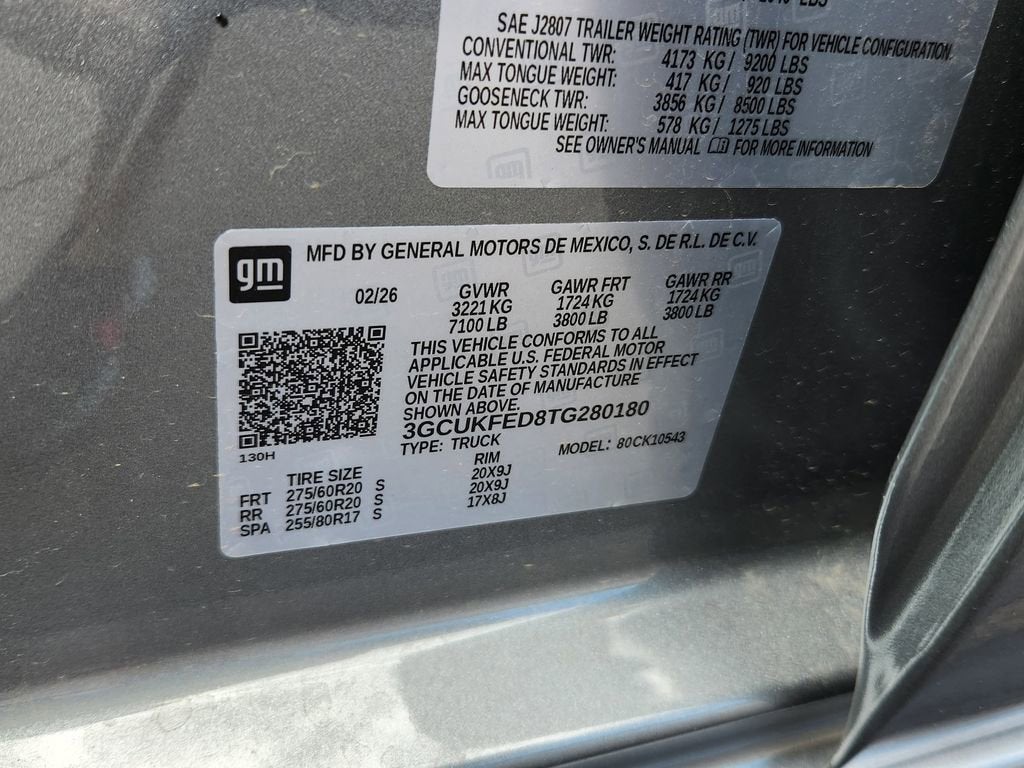 SAE J2807 TRAILER WEIGHT RATING (TWR) FOR VEHICLE CONFIGURATION.
CONVENTIONAL TWR: 4173 KG / 9200 LBS
MAX TONGUE WEIGHT: 417 KG / 920 LBS
GOOSENECK TWR: 3856 KG / 8500 LBS
MAX TONGUE WEIGHT: 578 KG / 1275 LBS
SEE OWNER'S MANUAL FOR MORE INFORMATION
gm
MFD BY GENERAL MOTORS DE MEXICO, S. DE R.L. DE C.V.
02/26 GVWR GAWR FRT GAWR RR
3221 KG 1724 KG 1724 KG
7100 LB 3800 LB 3800 LB
THIS VEHICLE CONFORMS TO ALL
APPLICABLE U.S. FEDERAL MOTOR
VEHICLE SAFETY STANDARDS IN EFFECT
ON THE DATE OF MANUFACTURE
SHOWN ABOVE.
3GCUKFED8TG280180
TYPE: TRUCK MODEL: 80CK10543
130H
TIRE SIZE RIM
FRT 275/60R20 S 20X9J
RR 275/60R20 S 20X9J
SPA 255/80R17 S 17X8J